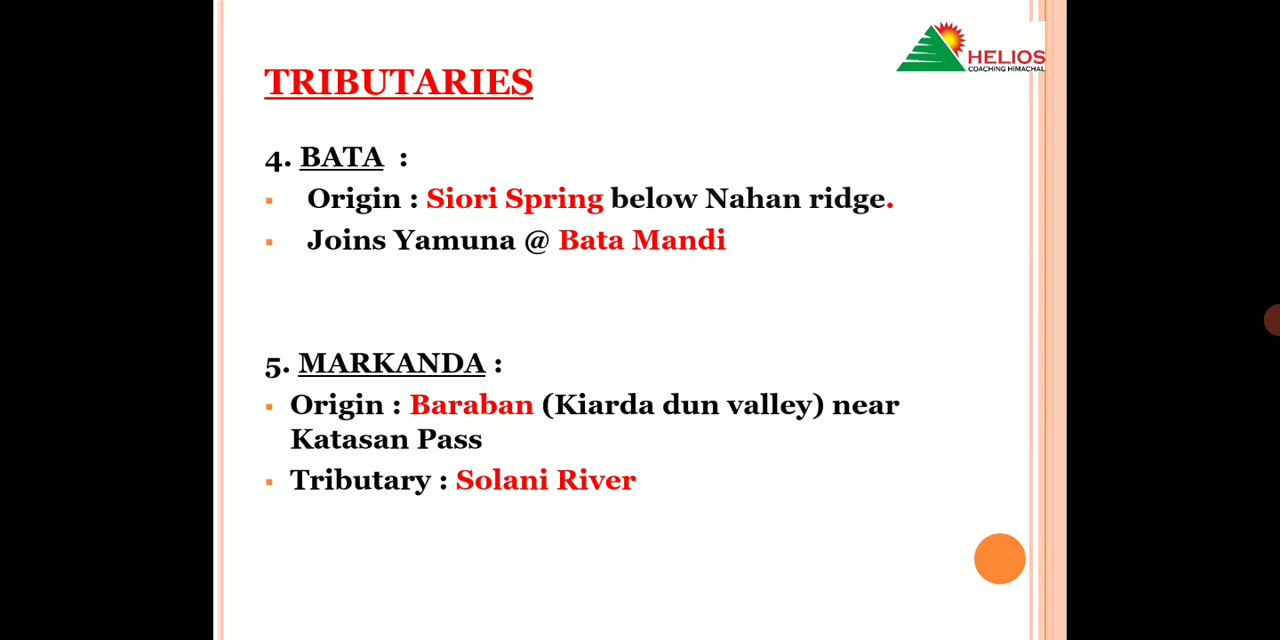 HELIOS
COACHING HIMACHAL
TRIBUTARIES
4. BATA :
▪ Origin : Siori Spring below Nahan ridge.
▪ Joins Yamuna @ Bata Mandi
5. MARKANDA :
▪ Origin : Baraban (Kiarda dun valley) near
Katasan Pass
▪ Tributary : Solani River